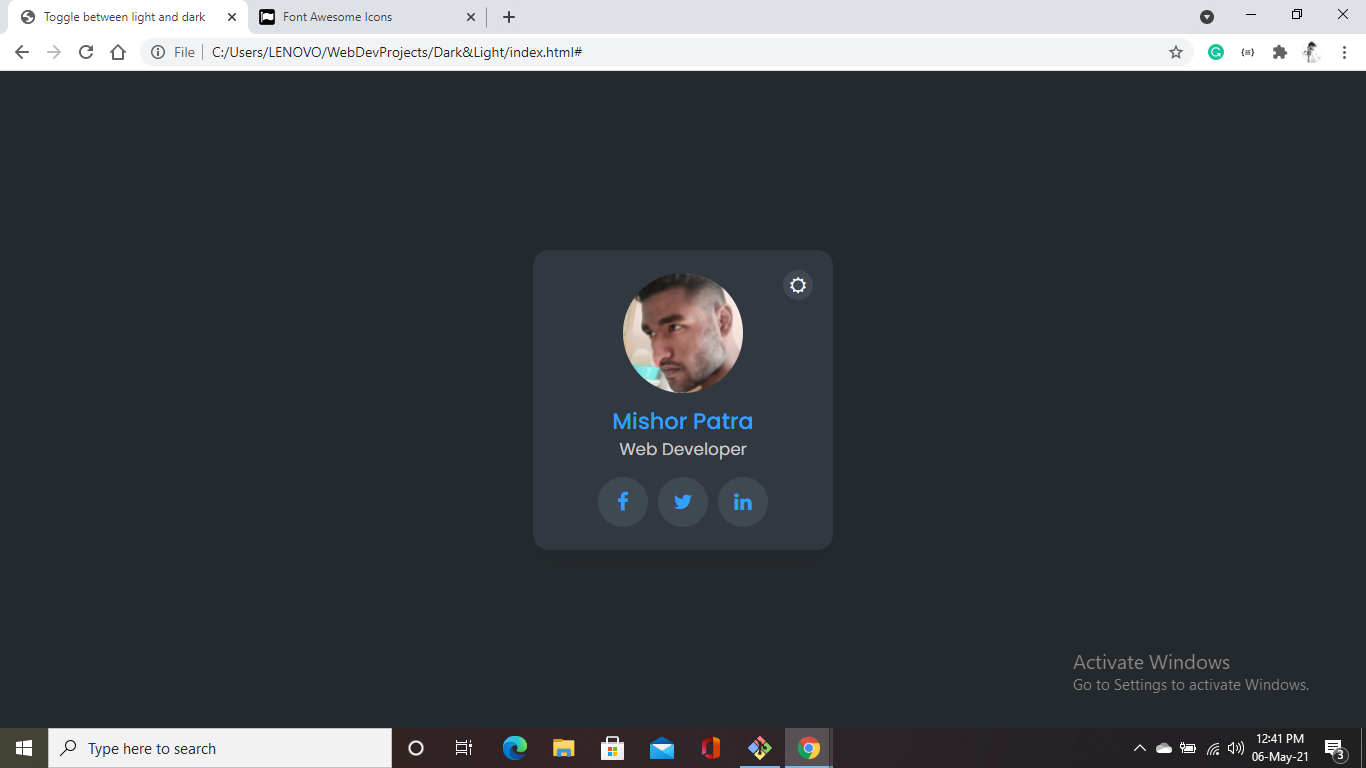 Toggle between light and dark
Font Awesome Icons
File
C:/Users/LENOVO/WebDevProjects/Dark&Light/index.html#
Mishor Patra
Web Developer
Activate Windows
Go to Settings to activate Windows.
Type here to search
12:41 PM
06-May-21
3